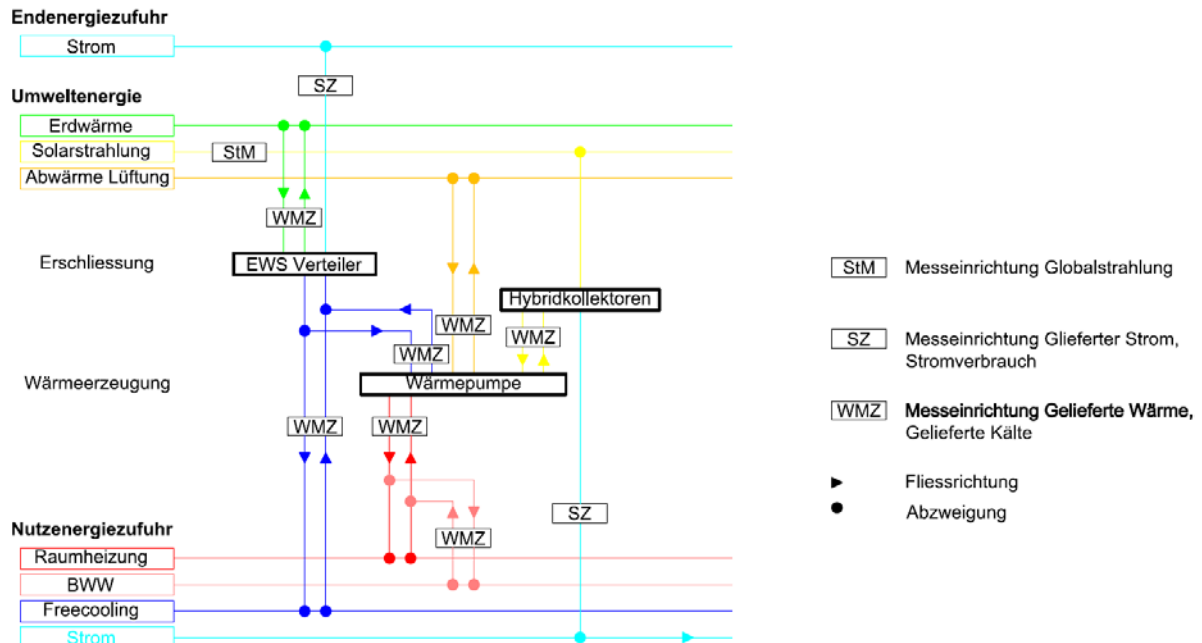 Endenergiezufuhr
Strom
SZ
Umweltenergie
Erdwärme
Solarstrahlung
StM
Abwärme Lüftung
WMZ
Erschliessung
EWS Verteiler
Hybridkollektoren
WMZ
WMZ
WMZ
Wärmeerzeugung
Wärmepumpe
WMZ
WMZ
SZ
WMZ
Nutzenergiezufuhr
Raumheizung
BWW
Freecooling
Strom
StM Messeinrichtung Globalstrahlung
SZ Messeinrichtung Glieferter Strom,
Stromverbrauch
WMZ Messeinrichtung Gelieferte Wärme,
Gelieferte Kälte
Fliessrichtung
Abzweigung